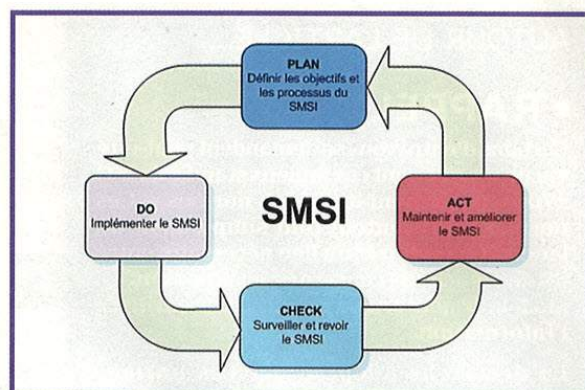 PLAN
Définir les objectifs et
les processus du
SMSI
DO
Implémenter le SMSI
SMSI
ACT
Maintenir et améliorer
le SMSI
CHECK
Surveiller et revoir
le SMSI